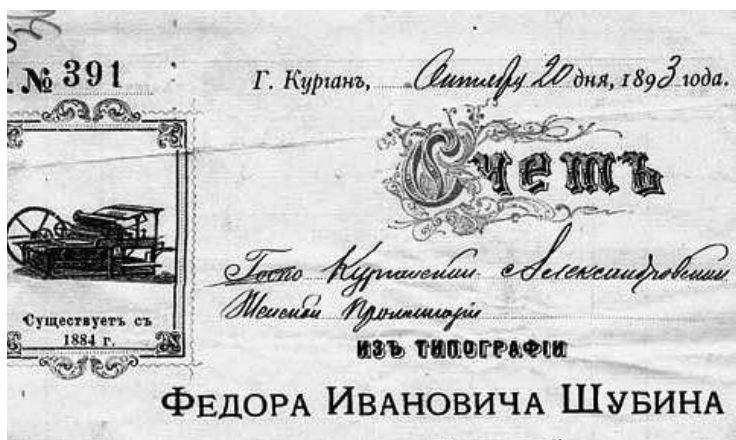 № 391
Г. Курганъ, Октября 20 дня, 1893 года.
Счетъ
Госпо Курганской Александровской
Женской Прогимназіи
Существуетъ съ
1884 г.
ИЗЪ ТИПОГРАФІИ
ФЕДОРА ИВАНОВИЧА ШУБИНА